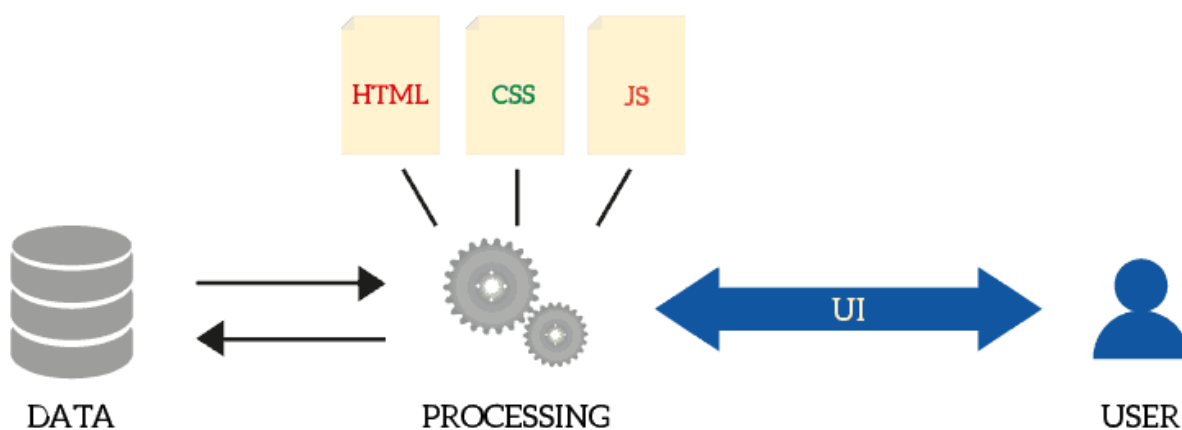 HTML
CSS
JS
UI
DATA
PROCESSING
USER